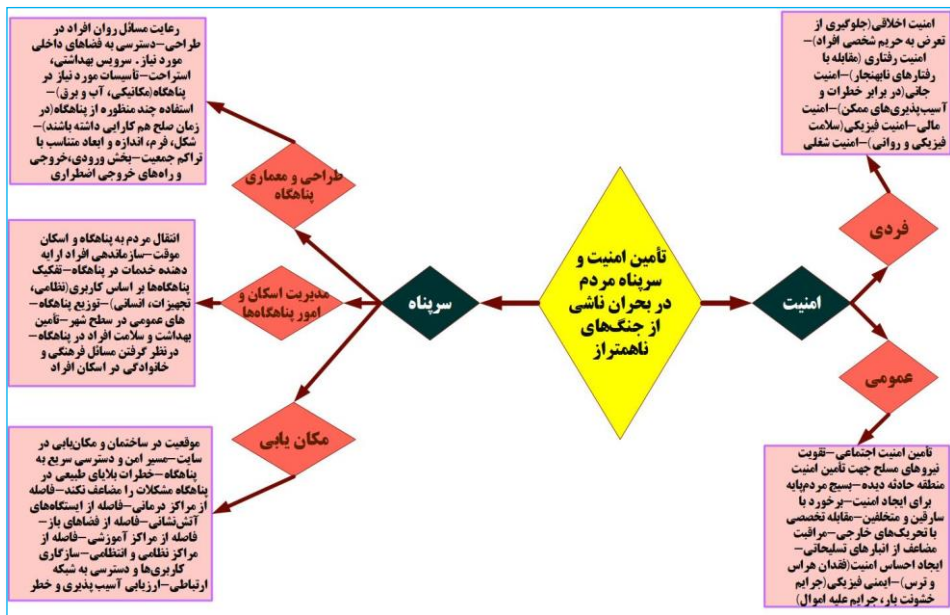 امنیت اخلاقی(جلوگیری از
تعرض به حریم شخصی افراد)–
امنیت رفتاری (مقابله با
رفتارهای نابهنجار)–امنیت
جانی(در برابر خطرات و
آسیب‌پذیری‌های ممکن)–امنیت
مالی–امنیت فیزیکی(سلامت
فیزیکی و روانی)–امنیت شغلی
فردی
امنیت
عمومی
تأمین امنیت اجتماعی–تقویت
نیروهای مسلح جهت تأمین امنیت
منطقه حادثه دیده–بسیج مردم‌پایه
برای ایجاد امنیت–برخورد با
سارقین و متخلفین–مقابله تخصصی
با تحریک‌های خارجی–مراقبت
مضاعف از انبارهای تسلیحاتی–
ایجاد احساس امنیت(فقدان هراس
و ترس)–ایمنی فیزیکی(جرایم
خشونت بار، جرایم علیه اموال)
تأمین امنیت و
سرپناه مردم
در بحران ناشی
از جنگ‌های
ناهمتراز
سرپناه
طراحی و معماری
پناهگاه
رعایت مسائل روان افراد در
طراحی–دسترسی به فضاهای داخلی
مورد نیاز. سرویس بهداشتی،
استراحت–تأسیسات مورد نیاز در
پناهگاه(مکانیکی، آب و برق)–
استفاده چند منظوره از پناهگاه(در
زمان صلح هم کارایی داشته باشند)–
شکل، فرم، اندازه و ابعاد متناسب با
تراکم جمعیت–بخش ورودی،خروجی
و راه‌های خروجی اضطراری
مدیریت اسکان و
امور پناهگاه‌ها
انتقال مردم به پناهگاه و اسکان
موقت–سازماندهی افراد ارایه
دهنده خدمات در پناهگاه–تفکیک
پناهگاه‌ها بر اساس کاربری(نظامی،
تجهیزات، انسانی)–توزیع پناهگاه–
های عمومی در سطح شهر–تأمین
بهداشت و سلامت افراد در پناهگاه–
درنظر گرفتن مسائل فرهنگی و
خانوادگی در اسکان افراد
مکان یابی
موقعیت در ساختمان و مکان‌یابی در
سایت–مسیر امن و دسترسی سریع به
پناهگاه–خطرات بلایای طبیعی در
پناهگاه مشکلات را مضاعف نکند–فاصله
از مراکز درمانی–فاصله از ایستگاه‌های
آتش‌نشانی–فاصله از فضاهای باز–
فاصله از مراکز آموزشی–فاصله از
مراکز نظامی و انتظامی–سازگاری
کاربری‌ها و دسترسی به شبکه
ارتباطی–ارزیابی آسیب پذیری و خطر